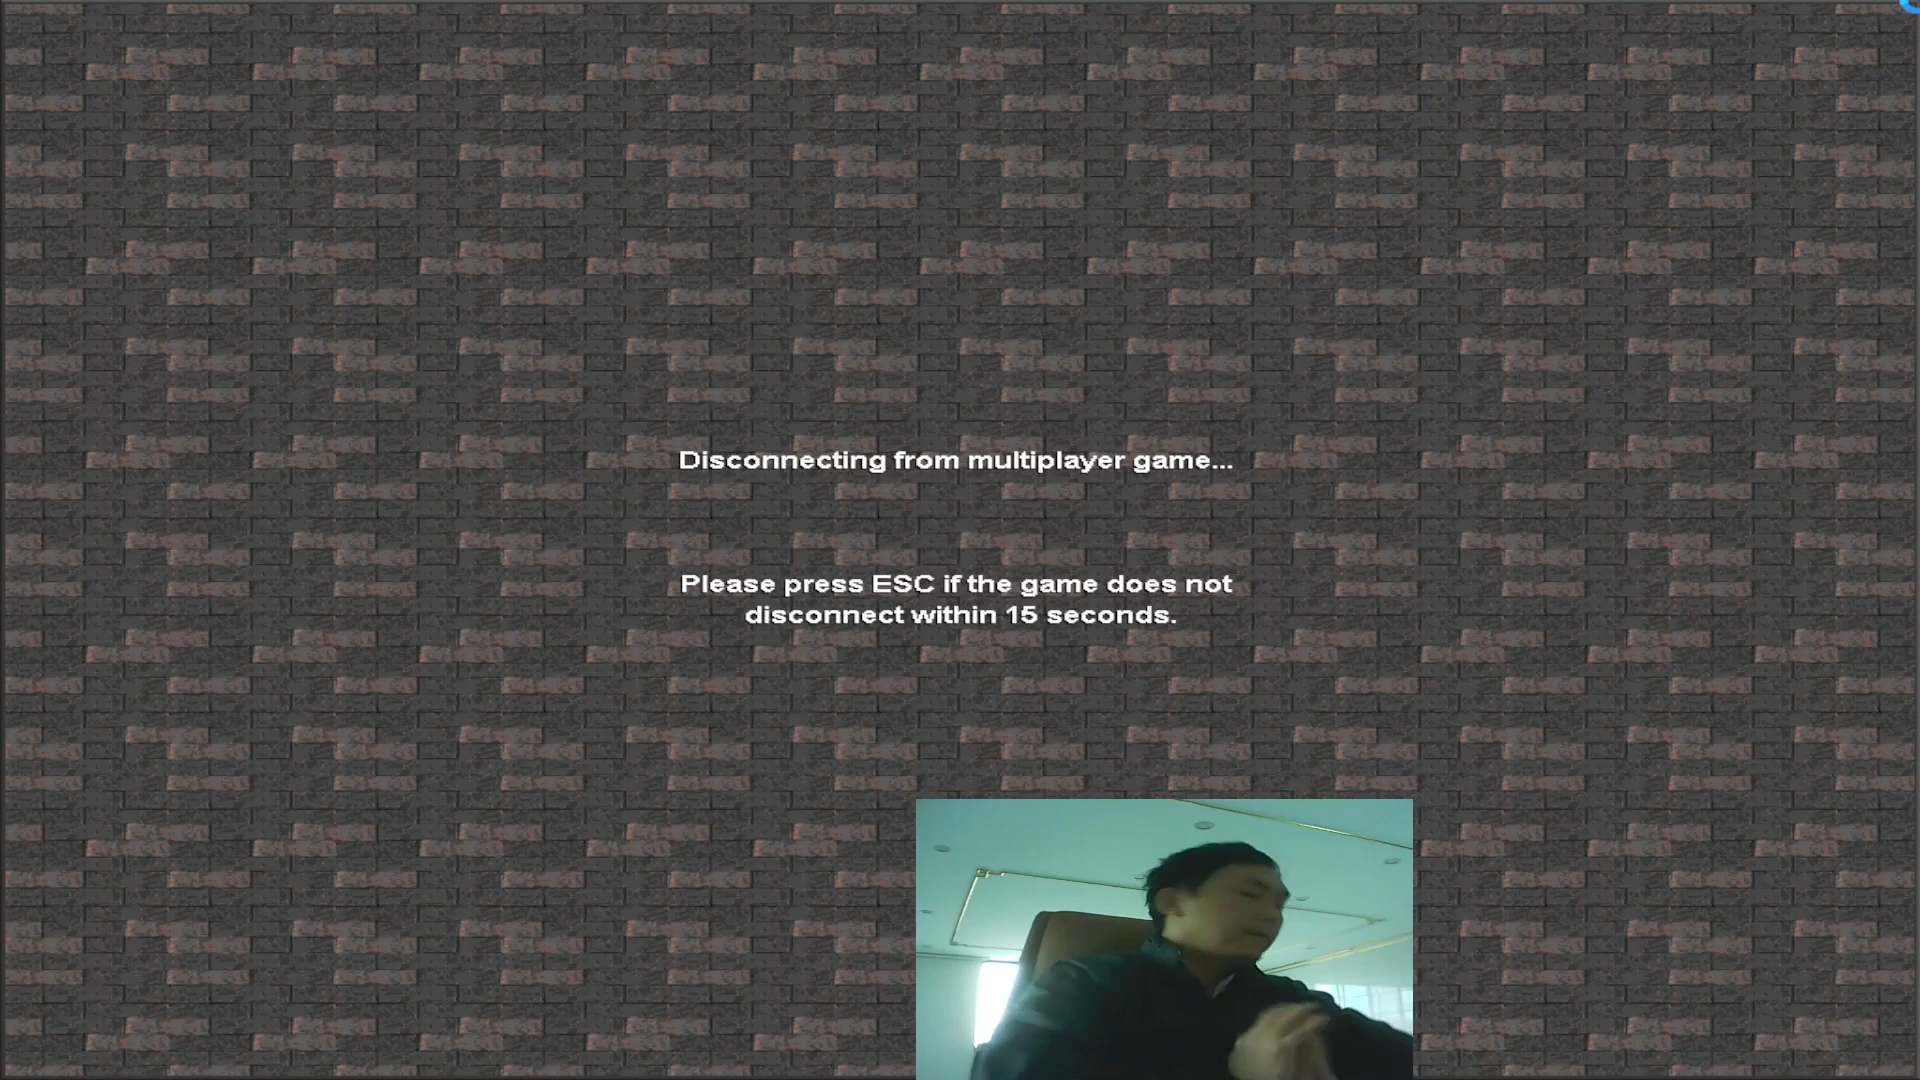 Disconnecting from multiplayer game...
Please press ESC if the game does not
disconnect within 15 seconds.